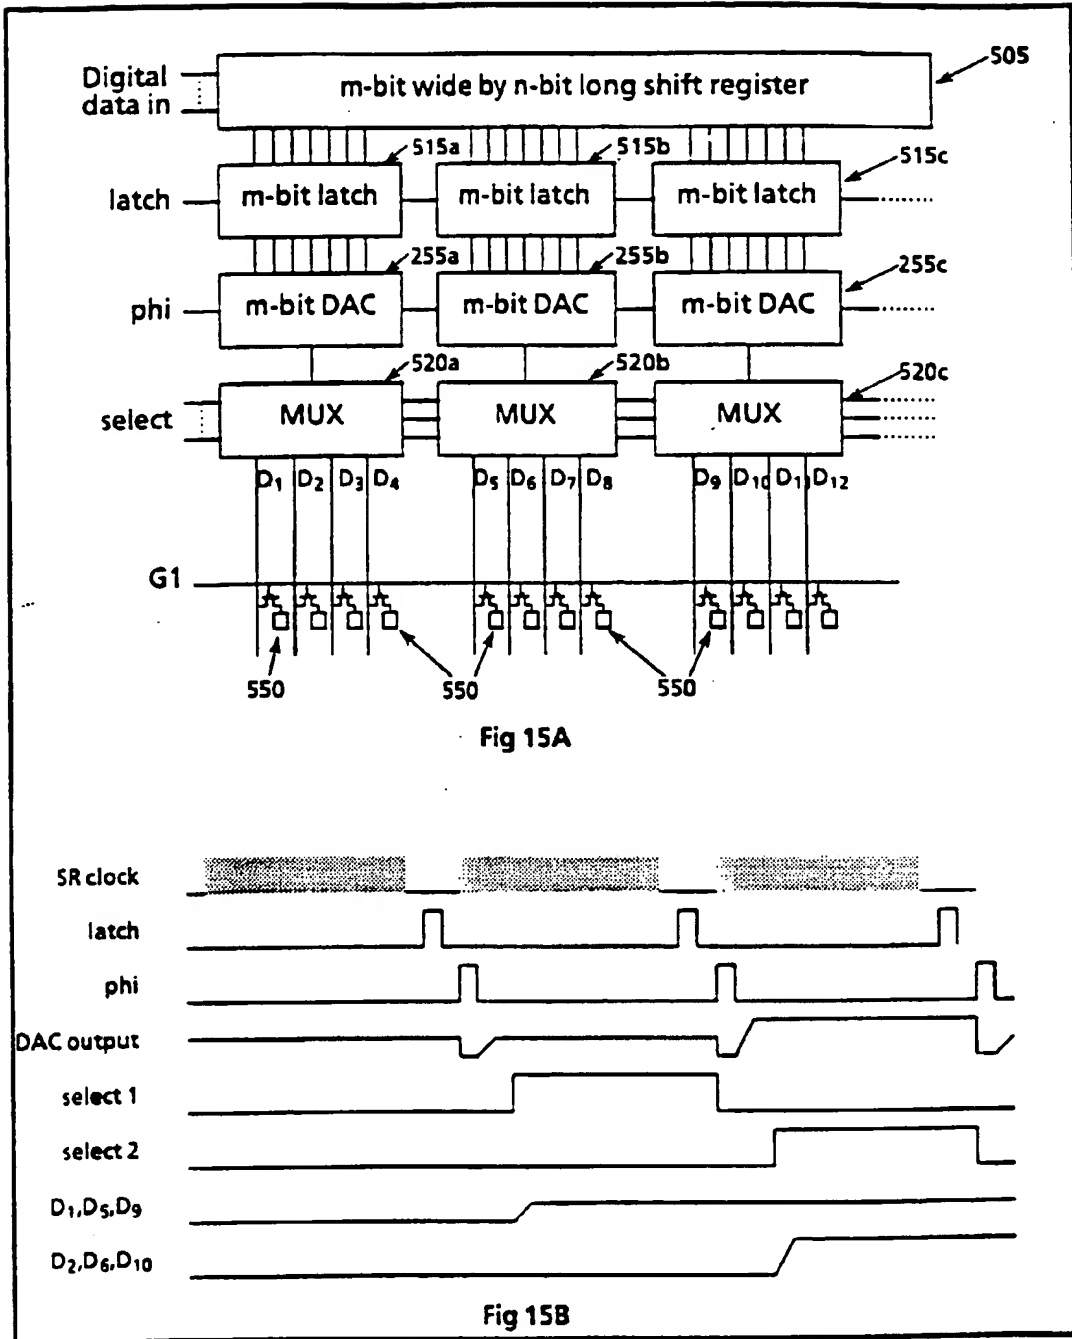 505
Digital
data in
m-bit wide by n-bit long shift register
515a 515b 515c
latch m-bit latch m-bit latch m-bit latch
255a 255b 255c
phi m-bit DAC m-bit DAC m-bit DAC
520a 520b 520c
select MUX MUX MUX
D1 D2 D3 D4 D5 D6 D7 D8 D9 D10 D11 D12
G1
550 550 550
Fig 15A
SR clock
latch
phi
DAC output
select 1
select 2
D1,D5,D9
D2,D6,D10
Fig 15B